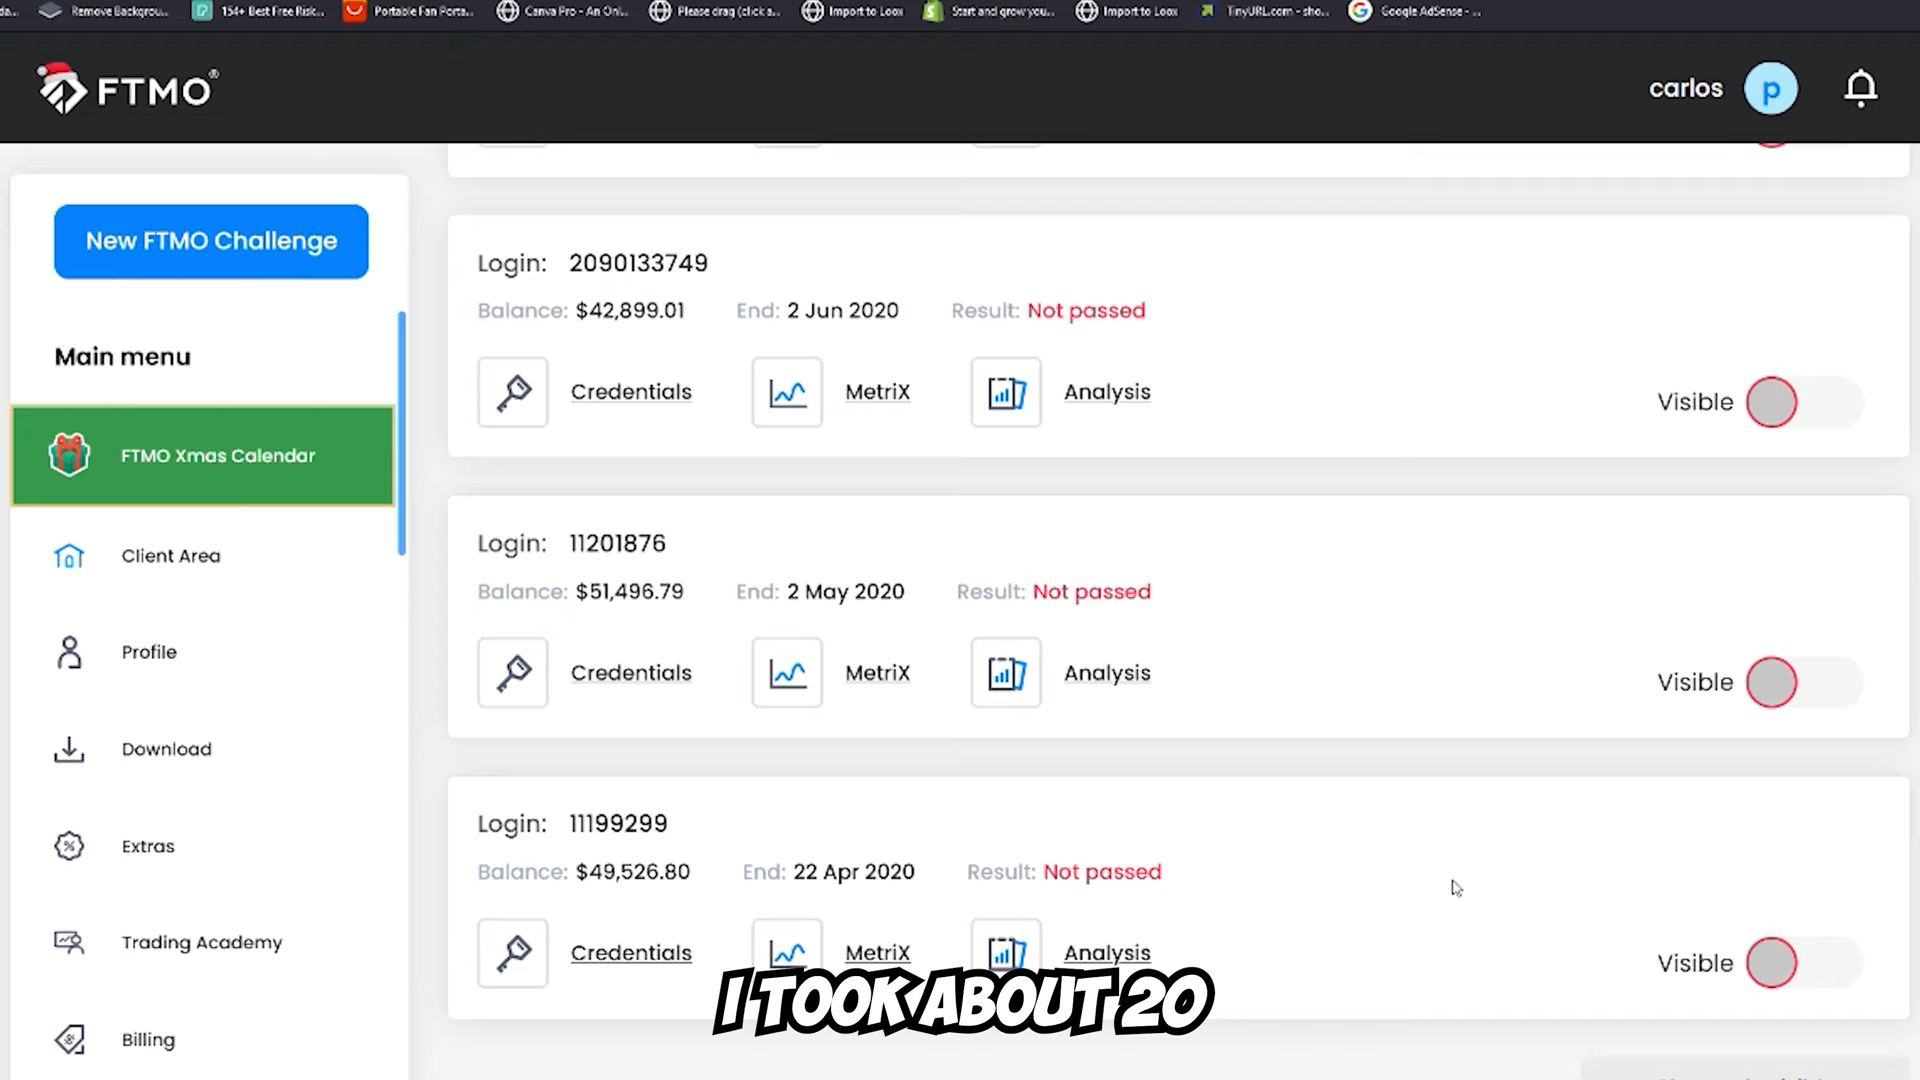 da...
Remove Backgrou...
154+ Best Free Risk...
Portable Fan Porta...
Canva Pro - An Onl...
Please drag (click a...
Import to Loox
Start and grow you...
Import to Loox
TinyURL.com - sho...
Google AdSense - ...
FTMO®
carlos
p
New FTMO Challenge
Main menu
FTMO Xmas Calendar
Client Area
Profile
Download
Extras
Trading Academy
Billing
Login: 2090133749
Balance: $42,899.01 End: 2 Jun 2020 Result: Not passed
Credentials MetriX Analysis
Visible
Login: 11201876
Balance: $51,496.79 End: 2 May 2020 Result: Not passed
Credentials MetriX Analysis
Visible
Login: 11199299
Balance: $49,526.80 End: 22 Apr 2020 Result: Not passed
Credentials MetriX Analysis
Visible
I TOOK ABOUT 20